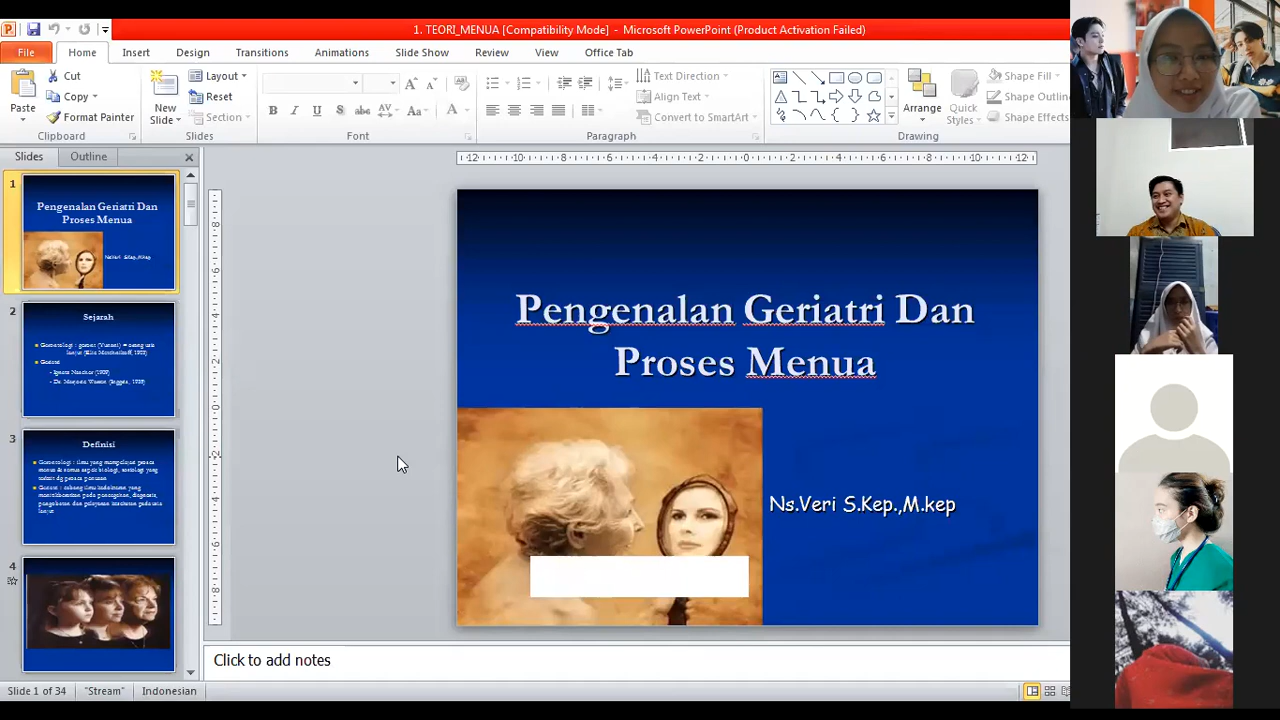 1. TEORI_MENUA [Compatibility Mode] - Microsoft PowerPoint (Product Activation Failed)
File Home Insert Design Transitions Animations Slide Show Review View Office Tab
Paste
Cut
Copy
Format Painter
Clipboard
New Slide
Layout
Reset
Section
Slides
Font
Text Direction
Align Text
Convert to SmartArt
Paragraph
Arrange
Quick Styles
Shape Fill
Shape Outline
Shape Effects
Drawing
Slides Outline
1
Pengenalan Geriatri Dan
Proses Menua
2
Sejarah
3
Definisi
4
Pengenalan Geriatri Dan
Proses Menua
Ns.Veri S.Kep.,M.kep
Click to add notes
Slide 1 of 34 "Stream" Indonesian